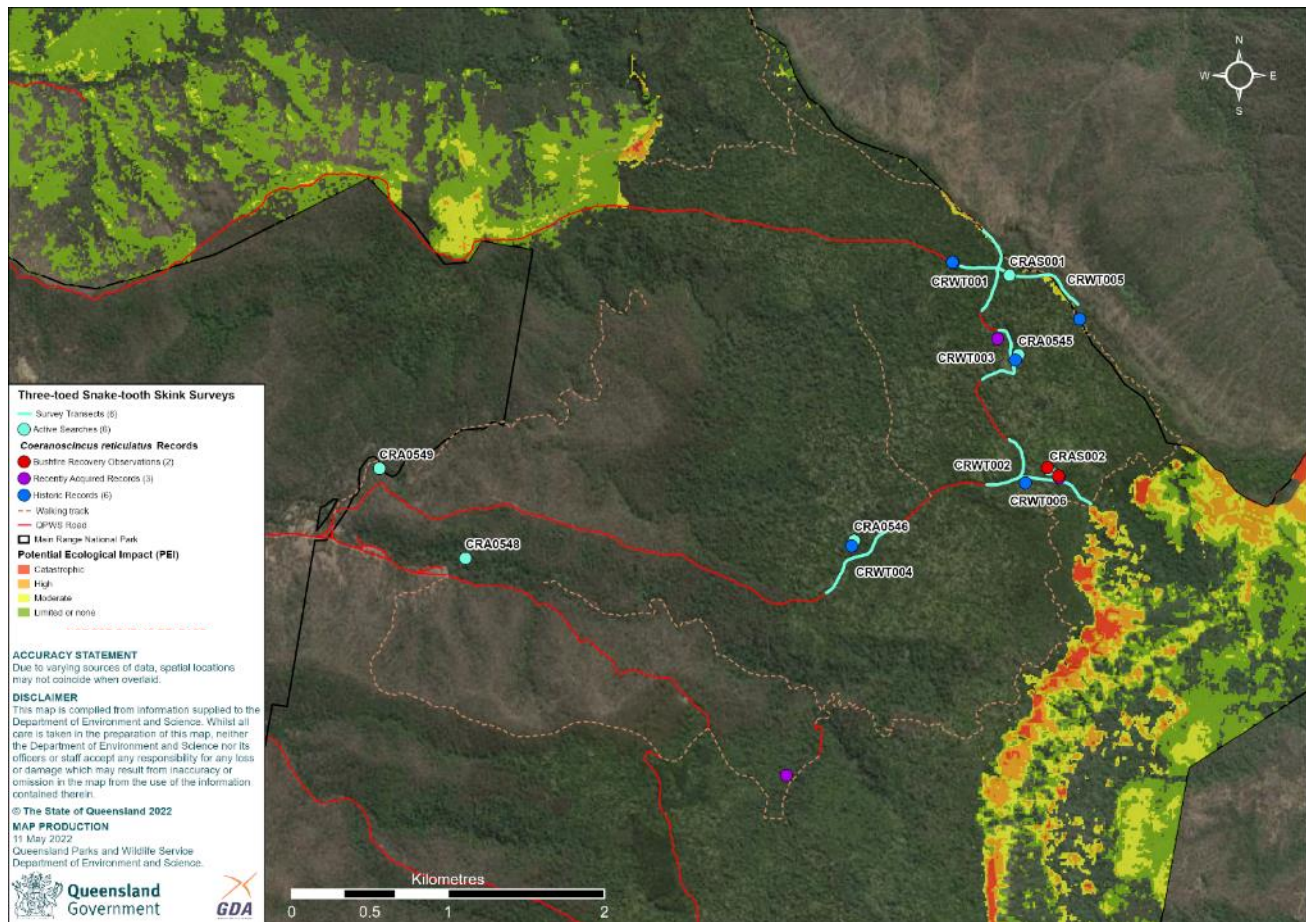 N
W
E
S
CRAS001
CRWT001
CRWT005
CRA0545
CRWT003
CRAS002
CRWT002
CRWT006
CRA0549
CRA0546
CRA0548
CRWT004
Three-toed Snake-tooth Skink Surveys
Survey Transects (6)
Active Searches (6)
Coeranoscincus reticulatus Records
Bushfire Recovery Observations (2)
Recently Acquired Records (3)
Historic Records (6)
Walking track
QPWS Road
Main Range National Park
Potential Ecological Impact (PEI)
Catastrophic
High
Moderate
Limited or none
ACCURACY STATEMENT
Due to varying sources of data, spatial locations
may not coincide when overlaid.
DISCLAIMER
This map is compiled from information supplied to the
Department of Environment and Science. Whilst all
care is taken in the preparation of this map, neither
the Department of Environment and Science nor its
officers or staff accept any responsibility for any loss
or damage which may result from inaccuracy or
omission in the map from the use of the information
contained therein.
© The State of Queensland 2022
MAP PRODUCTION
11 May 2022
Queensland Parks and Wildlife Service
Department of Environment and Science.
Queensland
Government
GDA
Kilometres
0 0.5 1 2